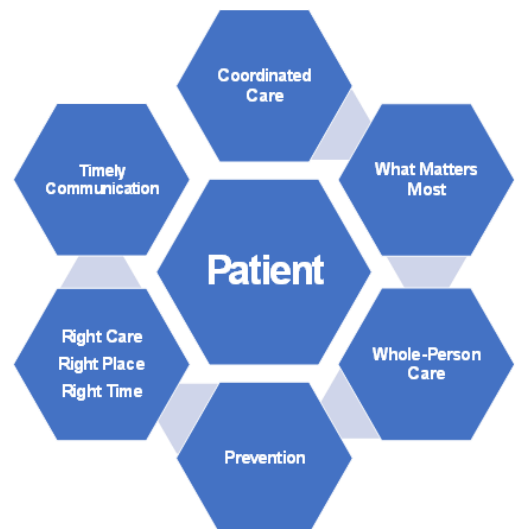 Coordinated
Care
Timely
Communication
What Matters
Most
Patient
Right Care
Right Place
Right Time
Whole-Person
Care
Prevention